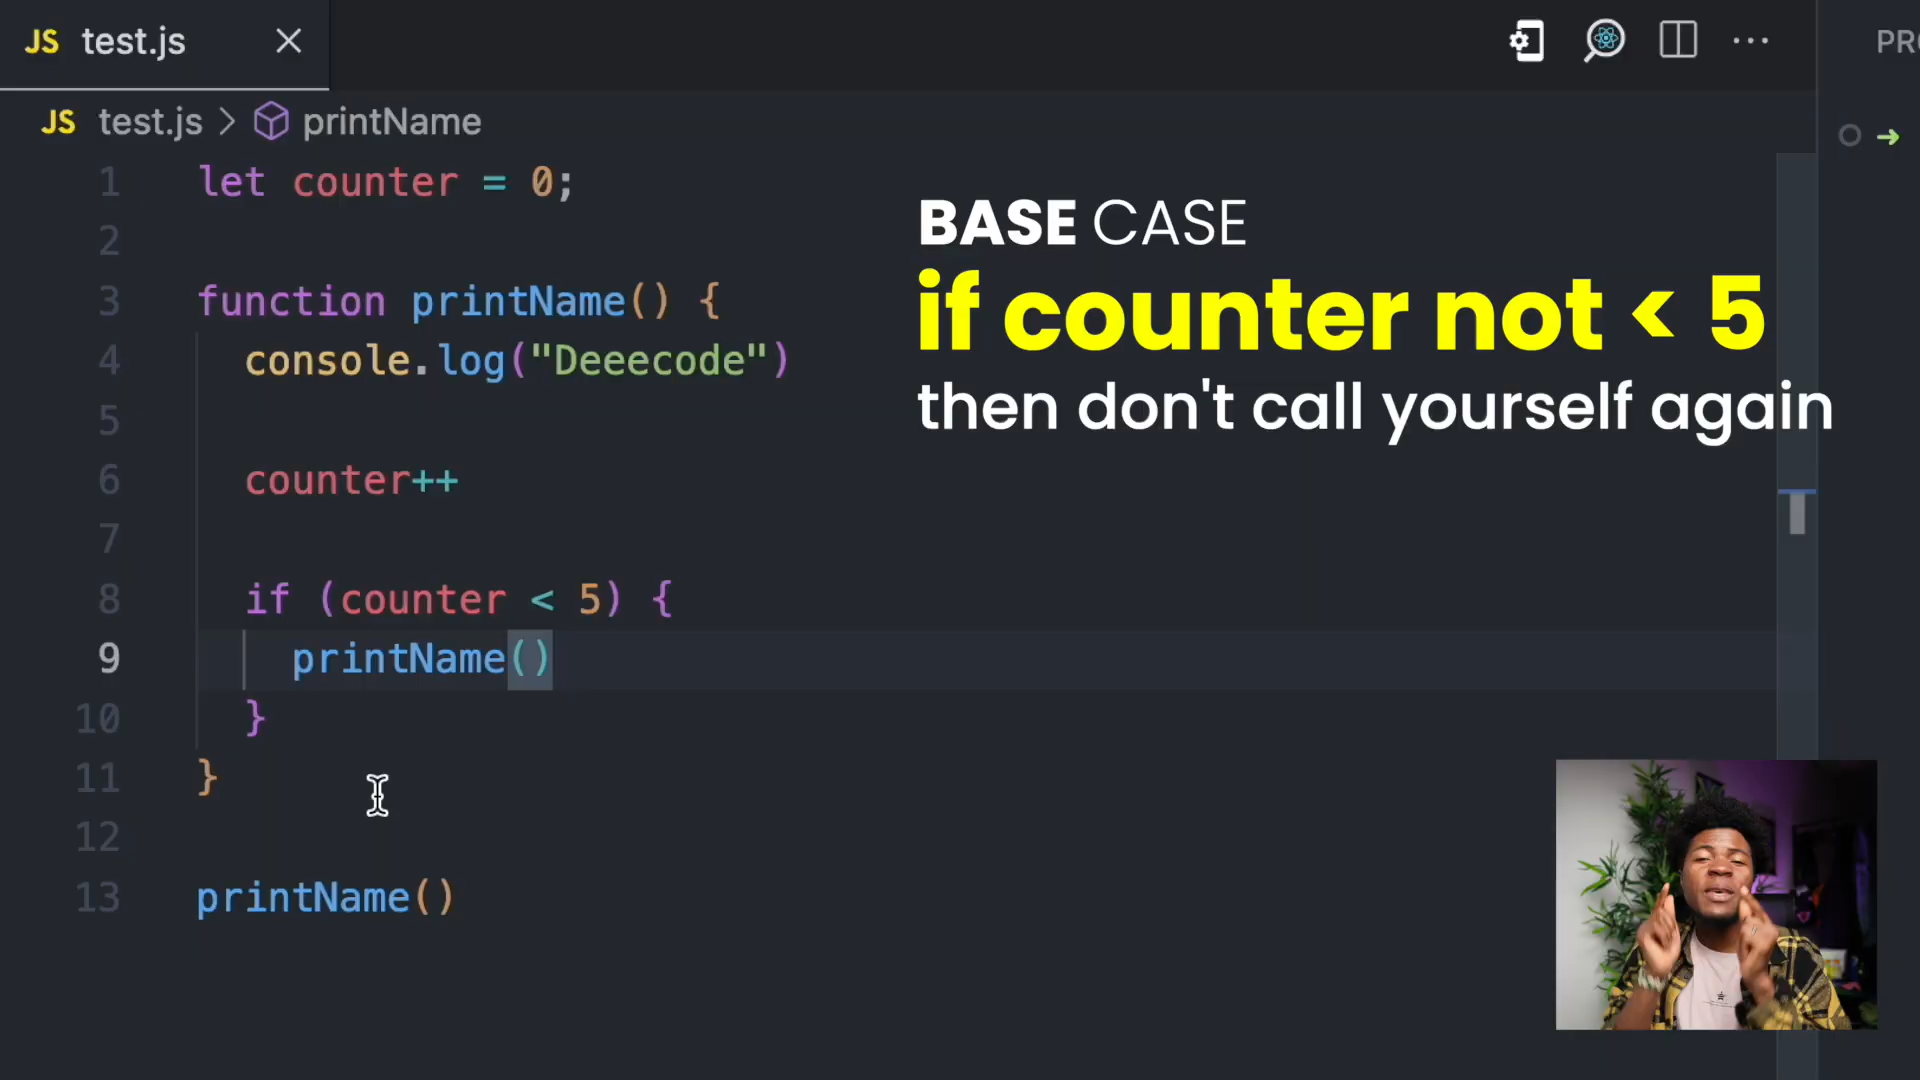 JS test.js
PR
JS test.js > printName
1 let counter = 0;
2
3 function printName() {
4 console.log("Deeecode")
5
6 counter++
7
8 if (counter < 5) {
9 printName()
10 }
11 }
12
13 printName()
BASE CASE
if counter not < 5
then don't call yourself again